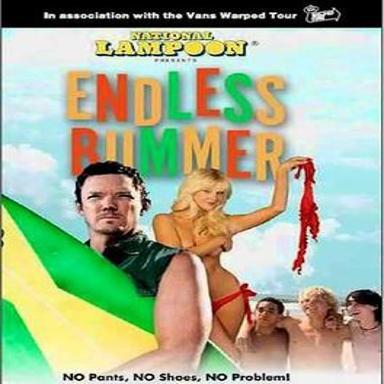 In association with the Vans Warped Tour
NATIONAL
LAMPOON®
PRESENTS
ENDLESS
BUMMER
NO Pants, NO Shoes, NO Problem!